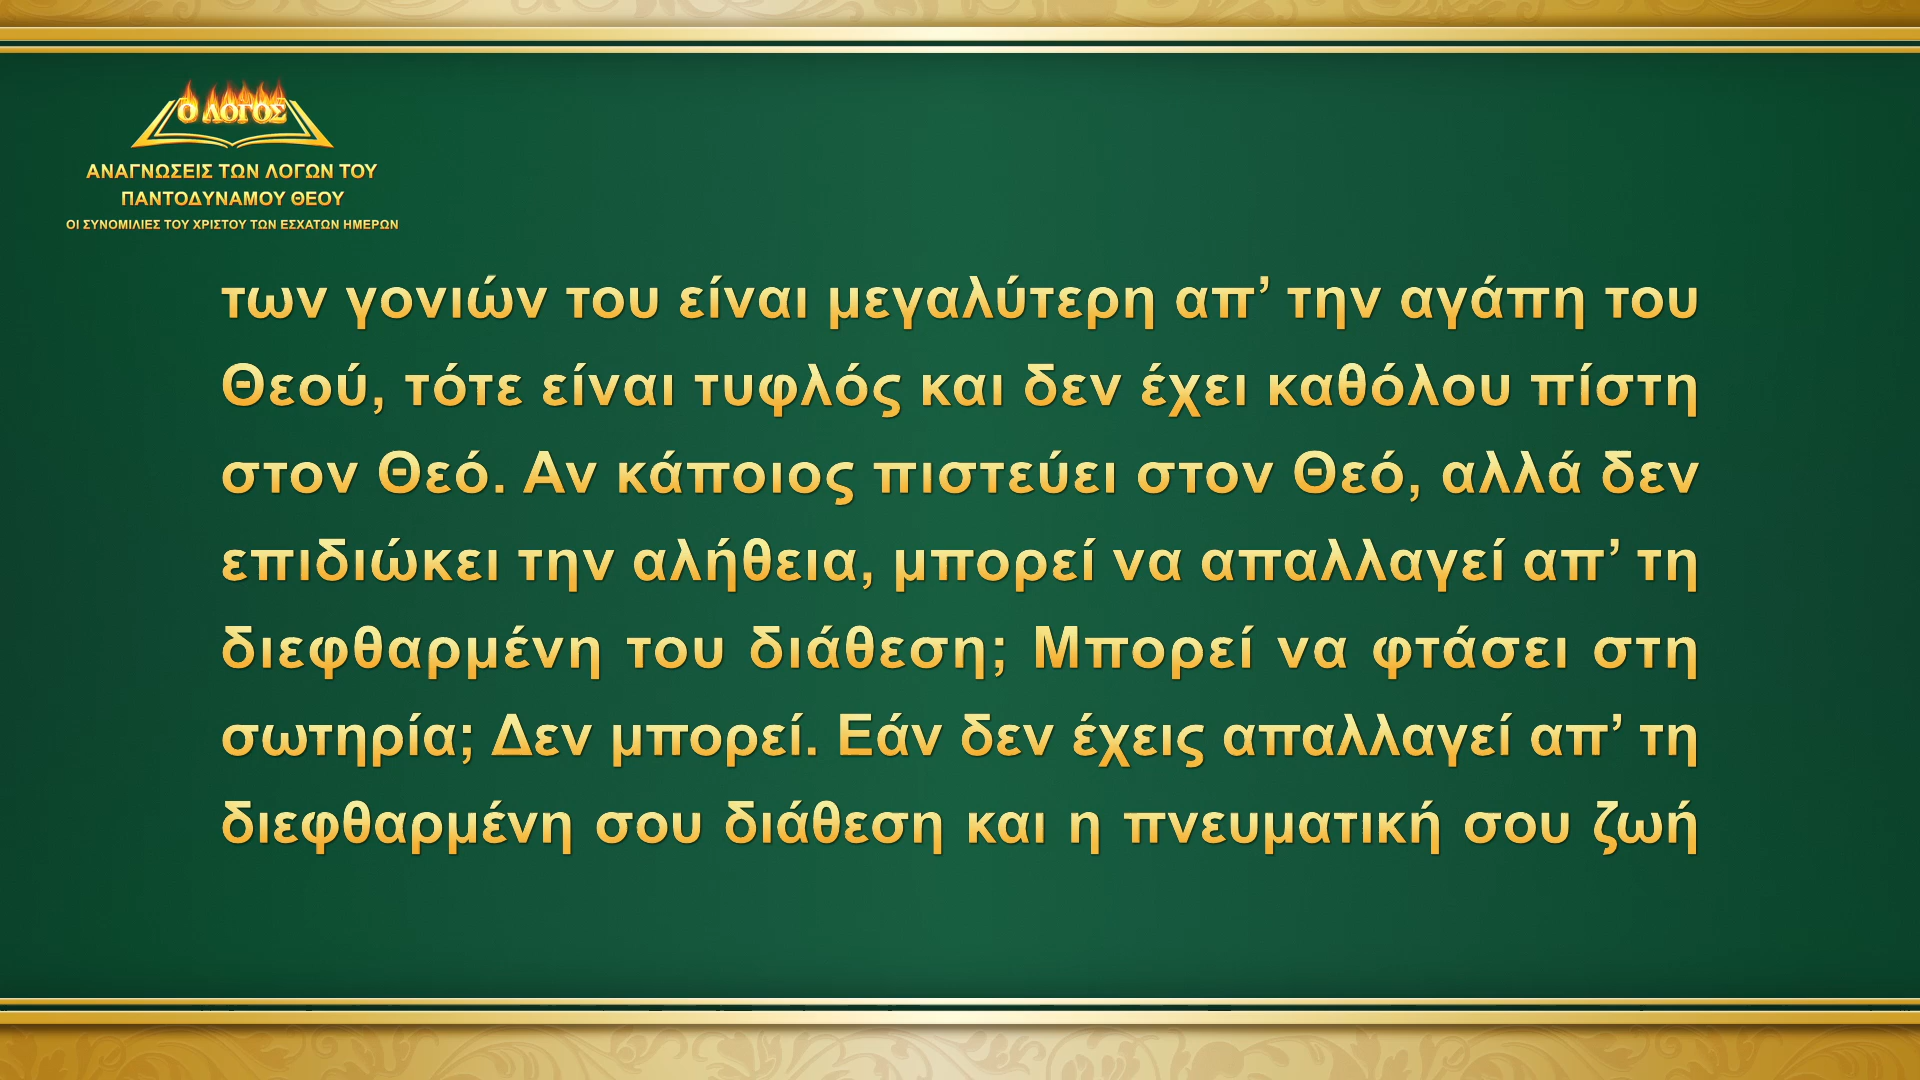 Ο ΛΟΓΟΣ
ΑΝΑΓΝΩΣΕΙΣ ΤΩΝ ΛΟΓΩΝ ΤΟΥ
ΠΑΝΤΟΔΥΝΑΜΟΥ ΘΕΟΥ
ΟΙ ΣΥΝΟΜΙΛΙΕΣ ΤΟΥ ΧΡΙΣΤΟΥ ΤΩΝ ΕΣΧΑΤΩΝ ΗΜΕΡΩΝ
των γονιών του είναι μεγαλύτερη απ’ την αγάπη του
Θεού, τότε είναι τυφλός και δεν έχει καθόλου πίστη
στον Θεό. Αν κάποιος πιστεύει στον Θεό, αλλά δεν
επιδιώκει την αλήθεια, μπορεί να απαλλαγεί απ’ τη
διεφθαρμένη του διάθεση; Μπορεί να φτάσει στη
σωτηρία; Δεν μπορεί. Εάν δεν έχεις απαλλαγεί απ’ τη
διεφθαρμένη σου διάθεση και η πνευματική σου ζωή